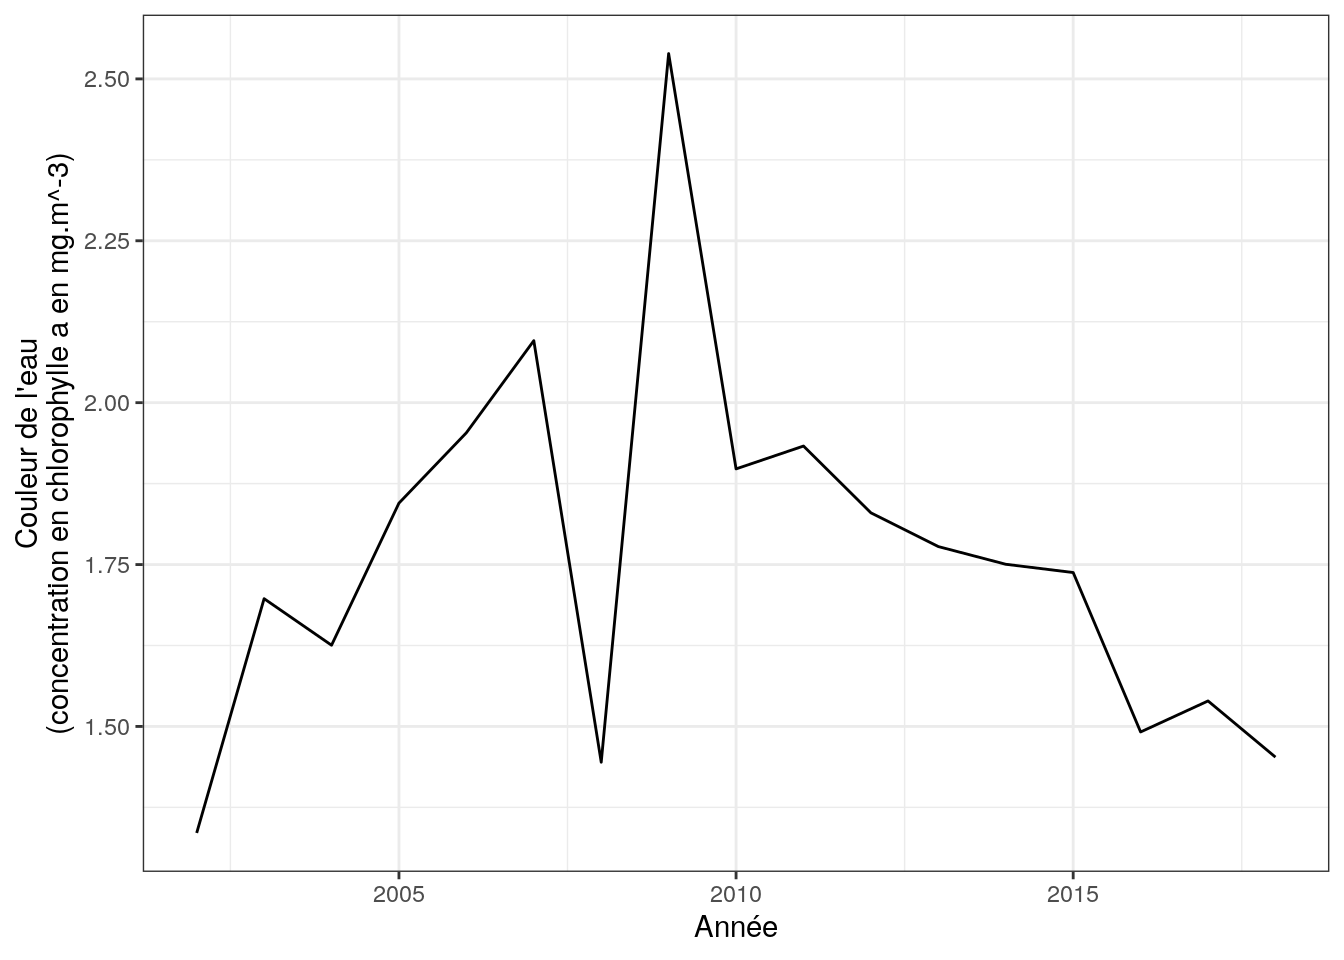 Couleur de l'eau
(concentration en chlorophylle a en mg.m^-3)
2.50
2.25
2.00
1.75
1.50
2005
2010
2015
Année